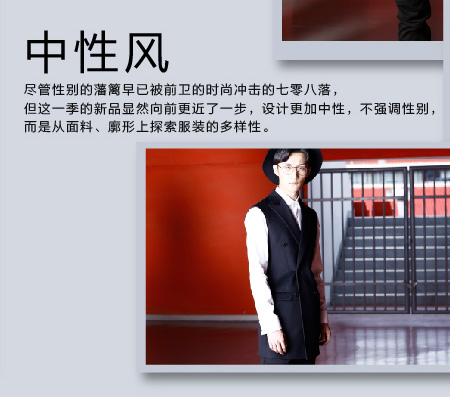 中性风
尽管性别的藩篱早已被前卫的时尚冲击的七零八落，
但这一季的新品显然向前更近了一步，设计更加中性，不强调性别，
而是从面料、廓形上探索服装的多样性。